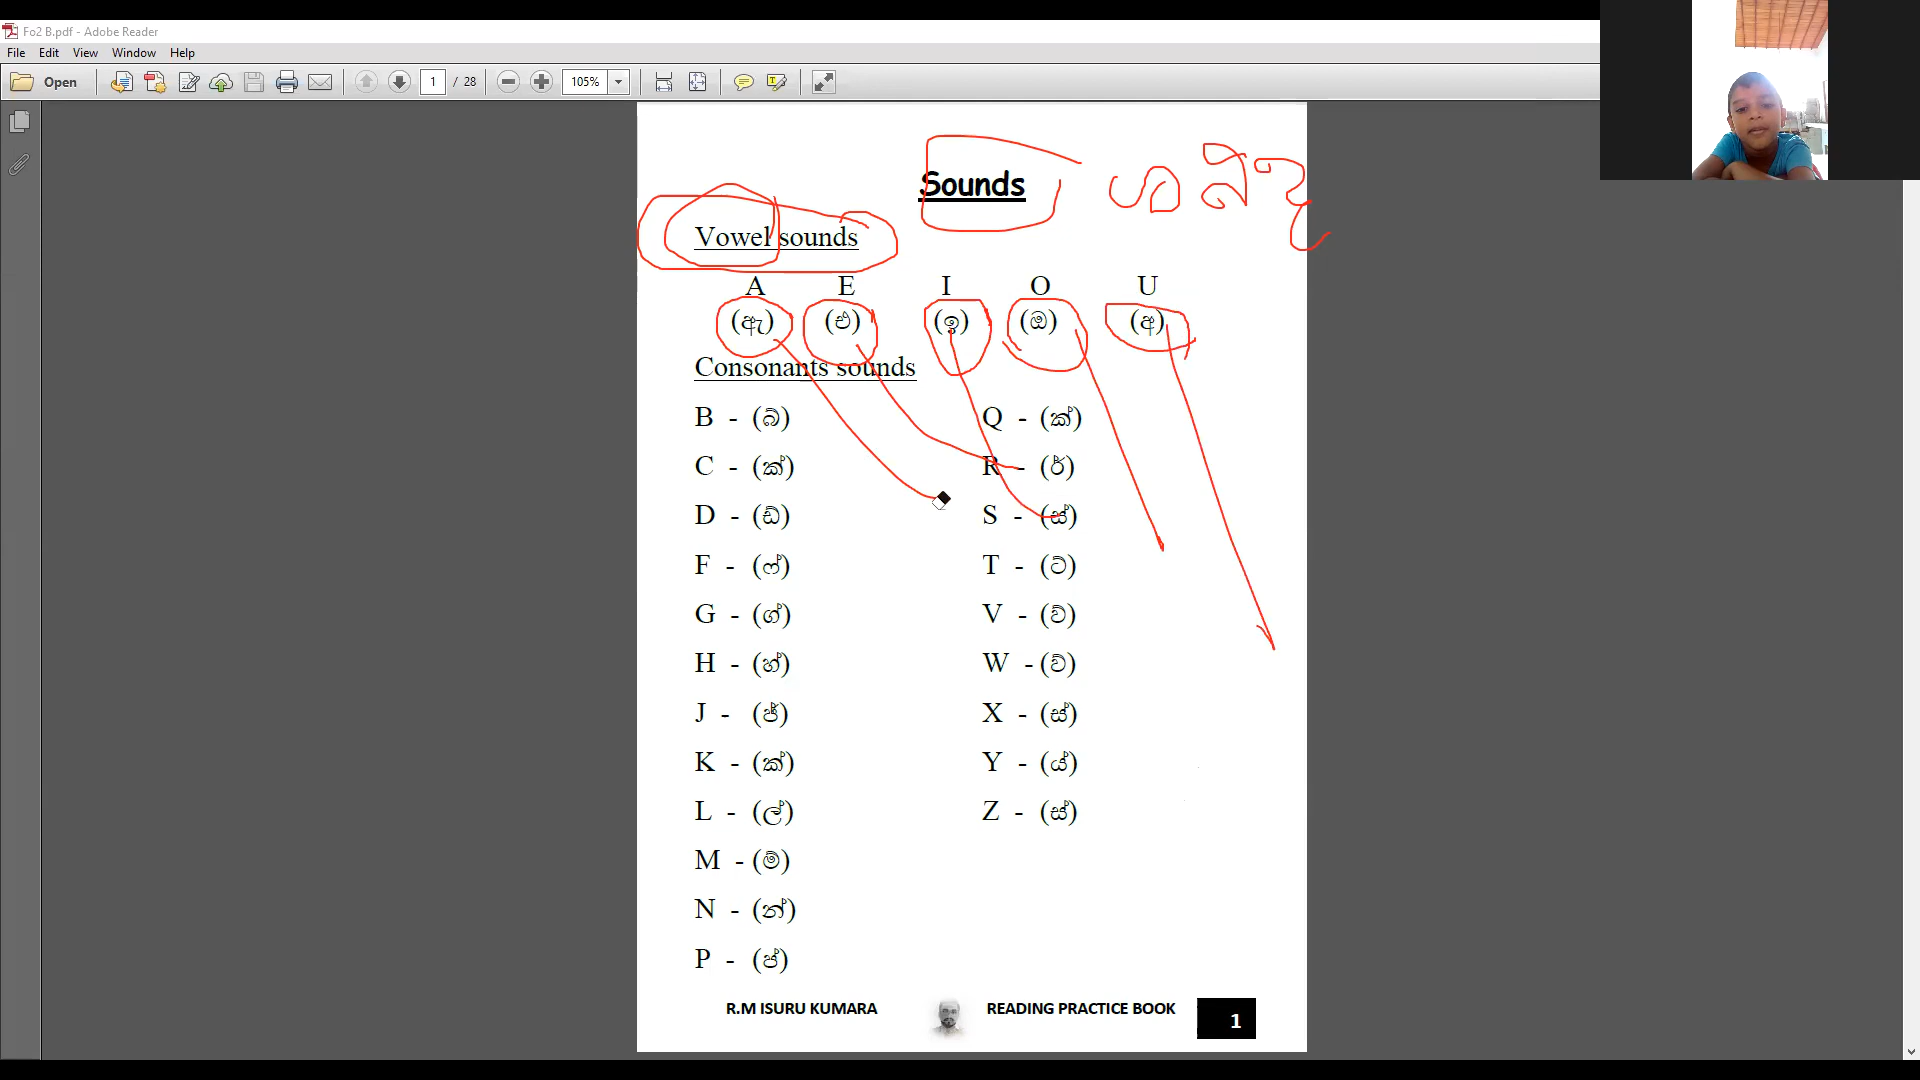 Fo2 B.pdf - Adobe Reader
File Edit View Window Help
Open 1 / 28 105%
Sounds ශබ්ද
Vowel sounds
A E I O U
(ඇ) (එ) (ඉ) (ඔ) (අ)
Consonants sounds
B - (බ්) Q - (ක්)
C - (ක්) R - (ර්)
D - (ඩ්) S - (ස්)
F - (ෆ්) T - (ට්)
G - (ග්) V - (ව්)
H - (හ්) W - (ව්)
J - (ජ්) X - (ස්)
K - (ක්) Y - (ය්)
L - (ල්) Z - (ස්)
M - (ම්)
N - (න්)
P - (ප්)
R.M ISURU KUMARA READING PRACTICE BOOK 1